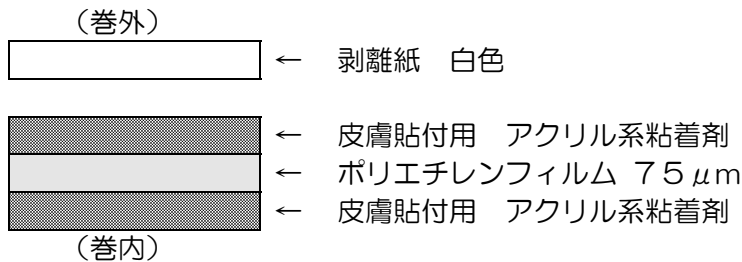 （巻外）
← 剥離紙 白色
← 皮膚貼付用 アクリル系粘着剤
← ポリエチレンフィルム ７５μｍ
← 皮膚貼付用 アクリル系粘着剤
（巻内）